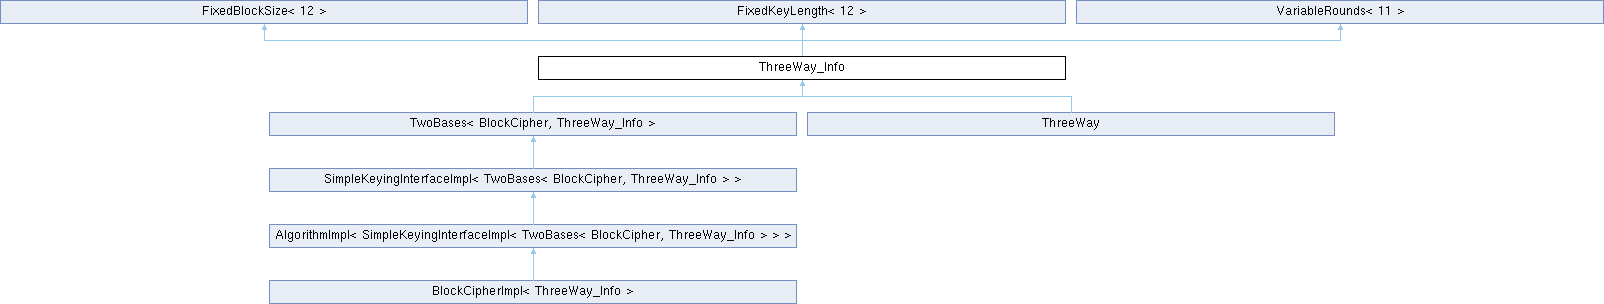 FixedBlockSize< 12 >
FixedKeyLength< 12 >
VariableRounds< 11 >
ThreeWay_Info
TwoBases< BlockCipher, ThreeWay_Info >
ThreeWay
SimpleKeyingInterfaceImpl< TwoBases< BlockCipher, ThreeWay_Info > >
AlgorithmImpl< SimpleKeyingInterfaceImpl< TwoBases< BlockCipher, ThreeWay_Info > > >
BlockCipherImpl< ThreeWay_Info >